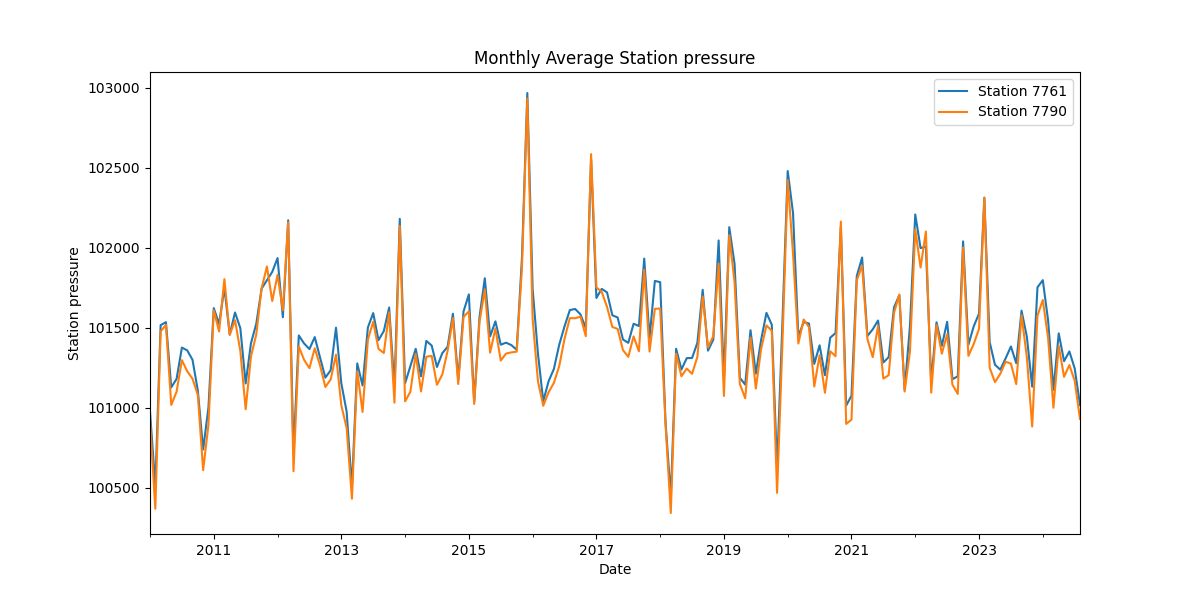 Monthly Average Station pressure
Station 7761
Station 7790
103000
102500
102000
101500
101000
100500
Station pressure
2011 2013 2015 2017 2019 2021 2023
Date